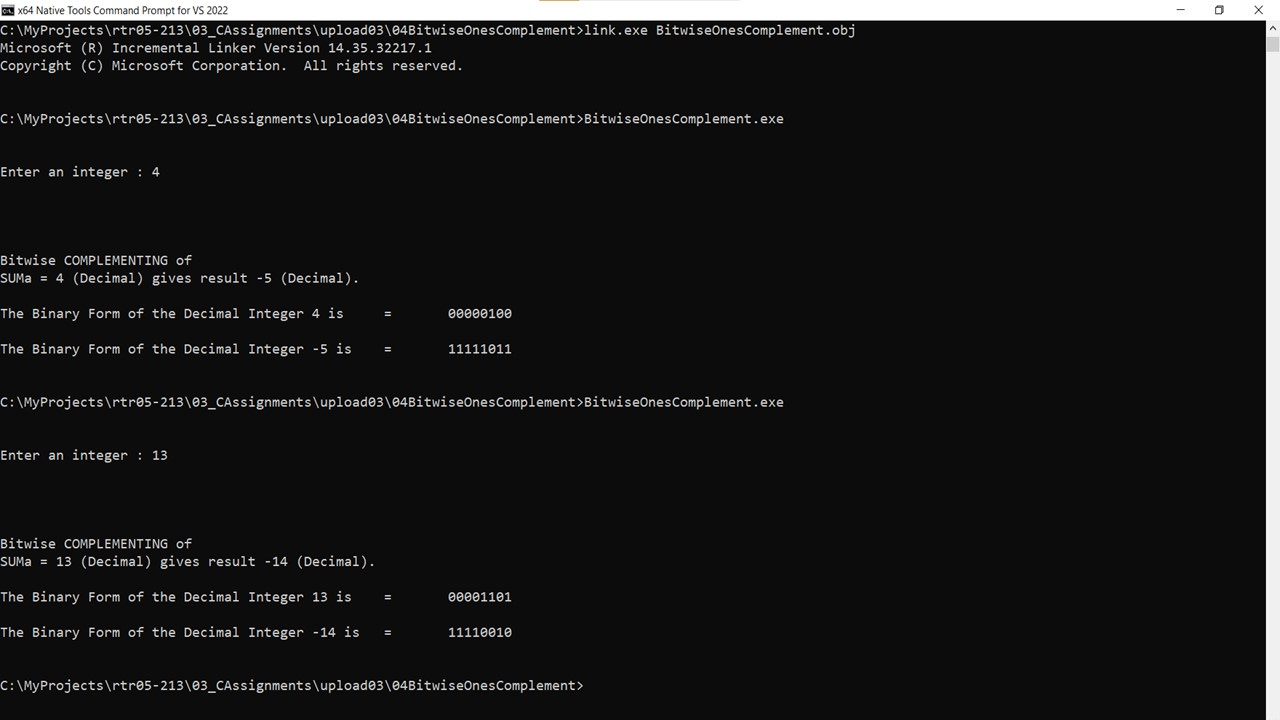 x64 Native Tools Command Prompt for VS 2022
C:\MyProjects\rtr05-213\03_CAssignments\upload03\04BitwiseOnesComplement>link.exe BitwiseOnesComplement.obj
Microsoft (R) Incremental Linker Version 14.35.32217.1
Copyright (C) Microsoft Corporation.  All rights reserved.
C:\MyProjects\rtr05-213\03_CAssignments\upload03\04BitwiseOnesComplement>BitwiseOnesComplement.exe
Enter an integer : 4
Bitwise COMPLEMENTING of
SUMa = 4 (Decimal) gives result -5 (Decimal).
The Binary Form of the Decimal Integer 4 is     =       00000100
The Binary Form of the Decimal Integer -5 is    =       11111011
C:\MyProjects\rtr05-213\03_CAssignments\upload03\04BitwiseOnesComplement>BitwiseOnesComplement.exe
Enter an integer : 13
Bitwise COMPLEMENTING of
SUMa = 13 (Decimal) gives result -14 (Decimal).
The Binary Form of the Decimal Integer 13 is    =       00001101
The Binary Form of the Decimal Integer -14 is   =       11110010
C:\MyProjects\rtr05-213\03_CAssignments\upload03\04BitwiseOnesComplement>